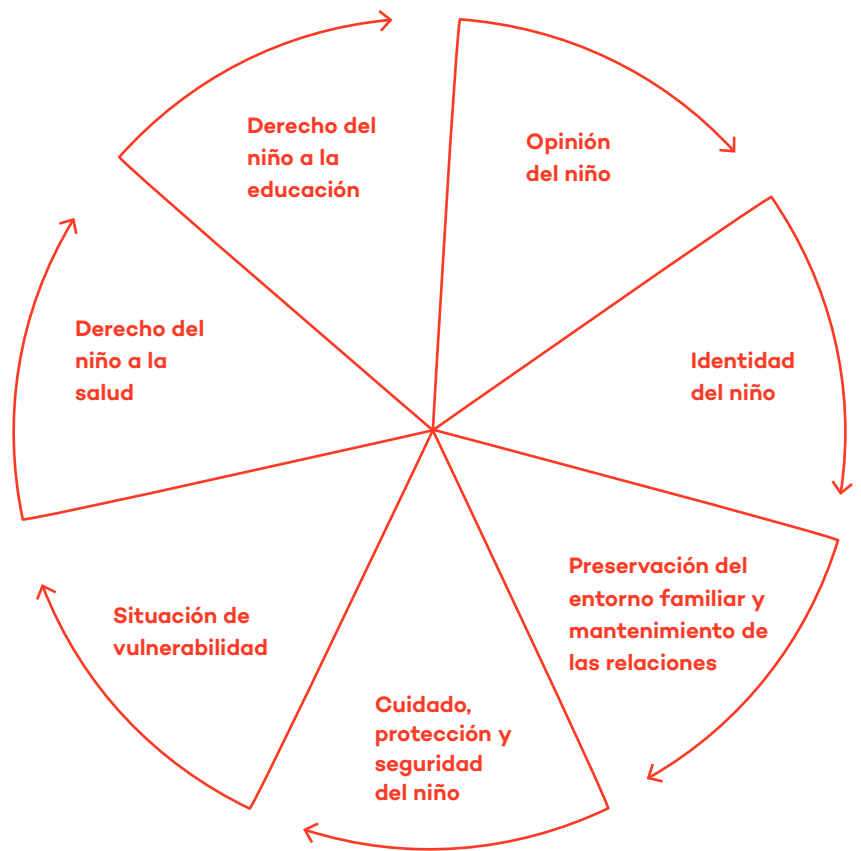 Derecho del
niño a la
educación
Opinión
del niño
Identidad
del niño
Preservación del
entorno familiar y
mantenimiento de
las relaciones
Cuidado,
protección y
seguridad
del niño
Situación de
vulnerabilidad
Derecho del
niño a la
salud